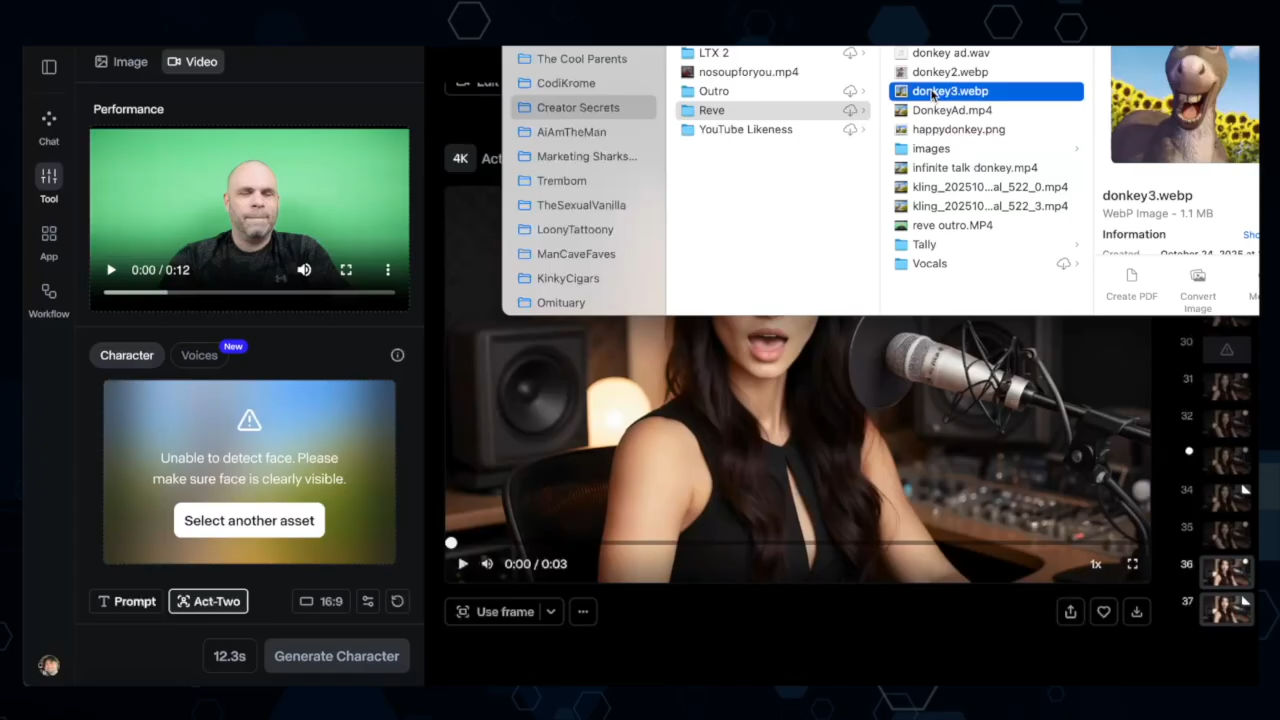 Image
Video
Performance
0:00 / 0:12
Chat
Tool
App
Workflow
Character
Voices
New
Unable to detect face. Please
make sure face is clearly visible.
Select another asset
Prompt
Act-Two
16:9
12.3s
Generate Character
4K
The Cool Parents
CodiKrome
Creator Secrets
AiAmTheMan
Marketing Sharks...
Trembom
TheSexualVanilla
LoonyTattoony
ManCaveFaves
KinkyCigars
Omituary
LTX 2
nosoupforyou.mp4
Outro
Reve
YouTube Likeness
donkey ad.wav
donkey2.webp
donkey3.webp
DonkeyAd.mp4
happydonkey.png
images
infinite talk donkey.mp4
kling_202510...al_522_0.mp4
kling_202510...al_522_3.mp4
reve outro.MP4
Tally
Vocals
donkey3.webp
WebP Image - 1.1 MB
Information
Create PDF
Convert
Image
0:00 / 0:03
1x
Use frame
30
31
32
34
35
36
37